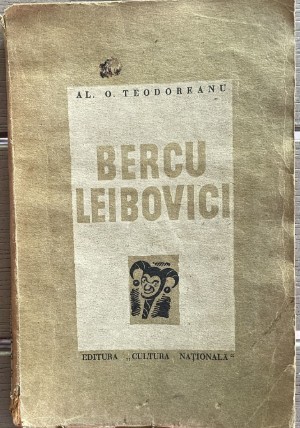 AL. O. TEODOREANU
BERCU
LEIBOVICI
EDITURA „CULTURA NAȚIONALĂ“